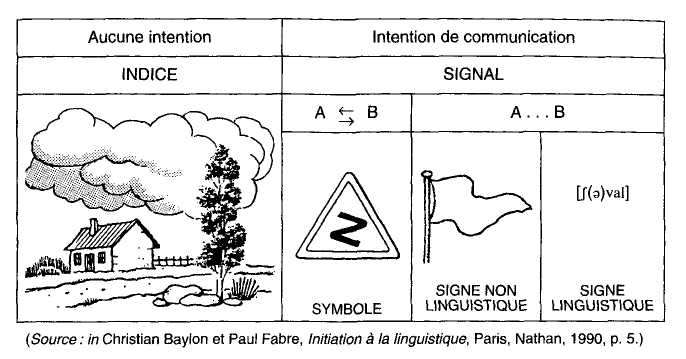 Aucune intention
Intention de communication
INDICE
SIGNAL
A ← → B
A . . . B
[ʃ(ə)val]
SYMBOLE
SIGNE NON LINGUISTIQUE
SIGNE LINGUISTIQUE
(Source : in Christian Baylon et Paul Fabre, Initiation à la linguistique, Paris, Nathan, 1990, p. 5.)